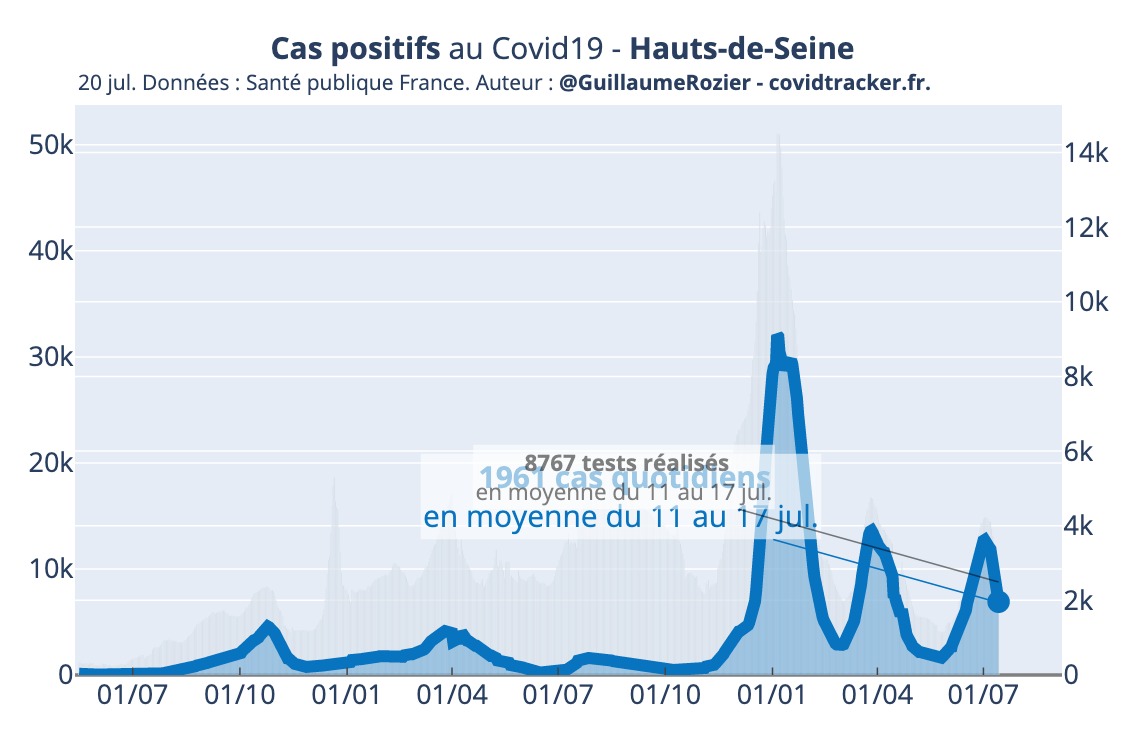 Cas positifs au Covid19 - Hauts-de-Seine
20 jul. Données : Santé publique France. Auteur : @GuillaumeRozier - covidtracker.fr.
50k
40k
30k
20k
10k
0
14k
12k
10k
8k
6k
4k
2k
0
8767 tests réalisés
en moyenne du 11 au 17 jul.
1961 cas quotidiens
en moyenne du 11 au 17 jul.
01/07 01/10 01/01 01/04 01/07 01/10 01/01 01/04 01/07